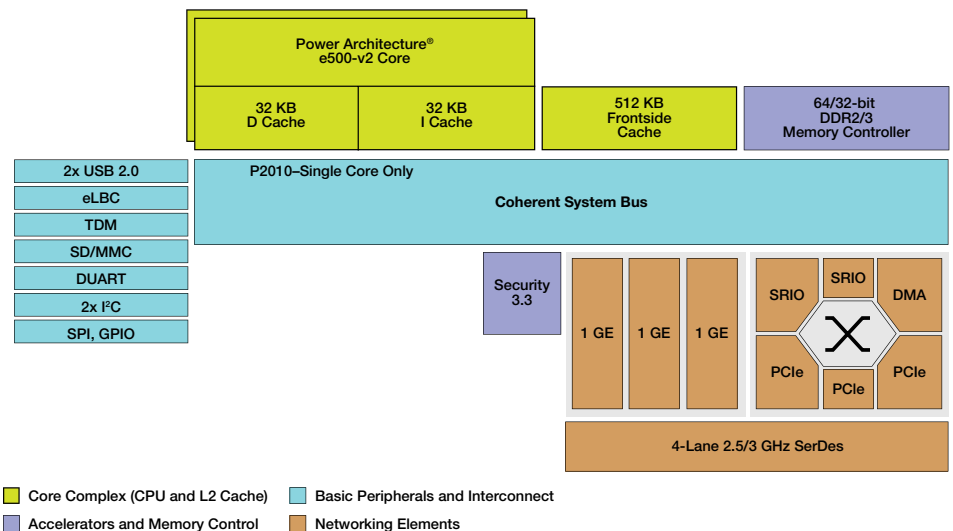 Power Architecture®
e500-v2 Core
32 KB
D Cache
32 KB
I Cache
512 KB
Frontside
Cache
64/32-bit
DDR2/3
Memory Controller
2x USB 2.0
eLBC
TDM
SD/MMC
DUART
2x I²C
SPI, GPIO
P2010–Single Core Only
Coherent System Bus
Security
3.3
1 GE
1 GE
1 GE
SRIO
SRIO
DMA
PCIe
PCIe
PCIe
4-Lane 2.5/3 GHz SerDes
Core Complex (CPU and L2 Cache)
Basic Peripherals and Interconnect
Accelerators and Memory Control
Networking Elements